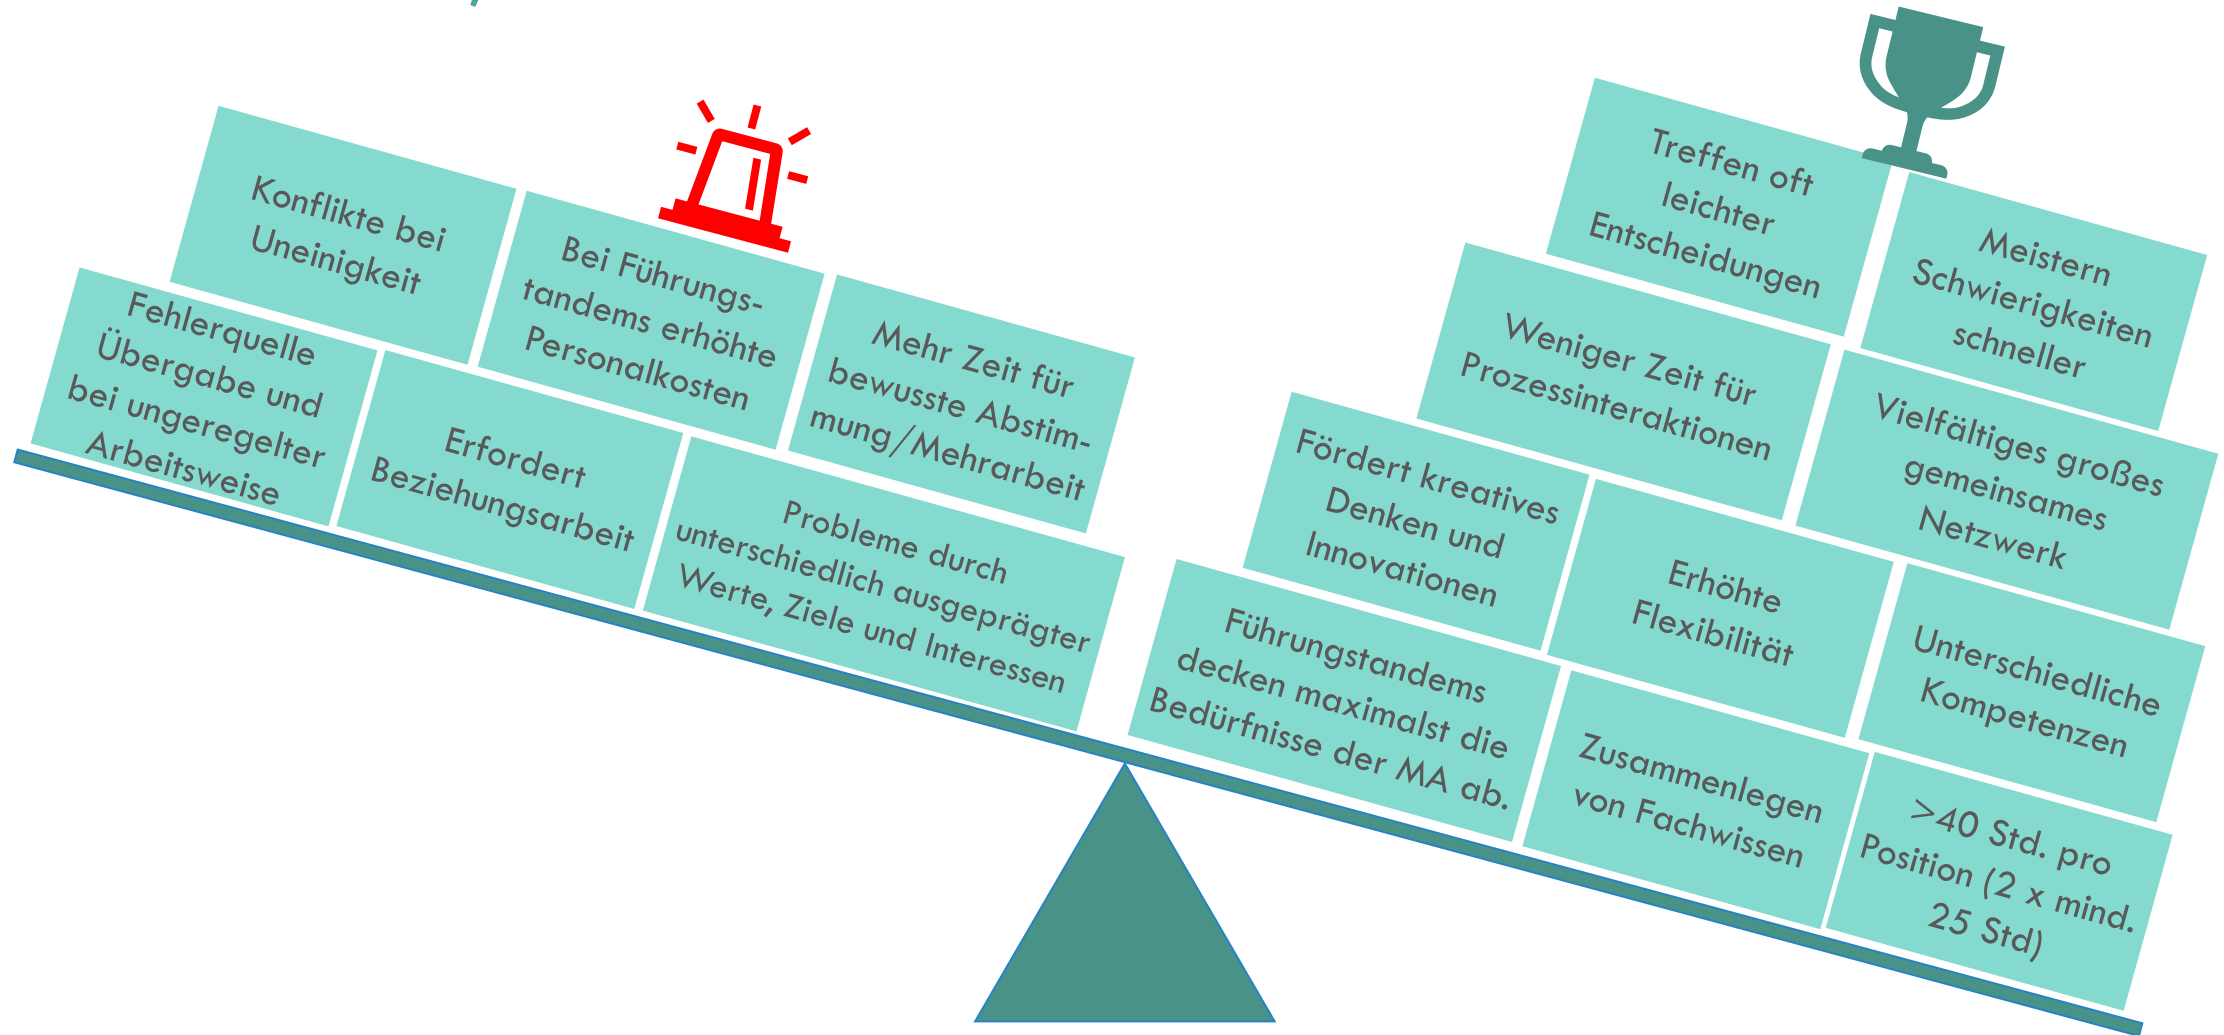 Konflikte bei
Uneinigkeit
Bei Führungs-
tandems erhöhte
Personalkosten
Mehr Zeit für
bewusste Abstim-
mung/Mehrarbeit
Fehlerquelle
Übergabe und
bei ungeregelter
Arbeitsweise
Erfordert
Beziehungsarbeit
Probleme durch
unterschiedlich ausgeprägter
Werte, Ziele und Interessen
Treffen oft
leichter
Entscheidungen
Meistern
Schwierigkeiten
schneller
Weniger Zeit für
Prozessinteraktionen
Vielfältiges großes
gemeinsames
Netzwerk
Fördert kreatives
Denken und
Innovationen
Erhöhte
Flexibilität
Unterschiedliche
Kompetenzen
Führungstandems
decken maximalst die
Bedürfnisse der MA ab.
Zusammenlegen
von Fachwissen
>40 Std. pro
Position (2 x mind.
25 Std)